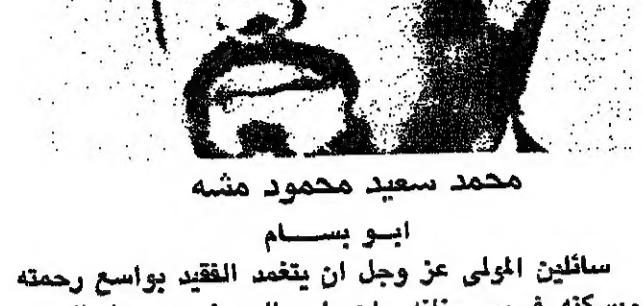 محمد سعيد محمود مشه
ابو بسام
سائلين المولى عز وجل ان يتغمد الفقيد بواسع رحمته